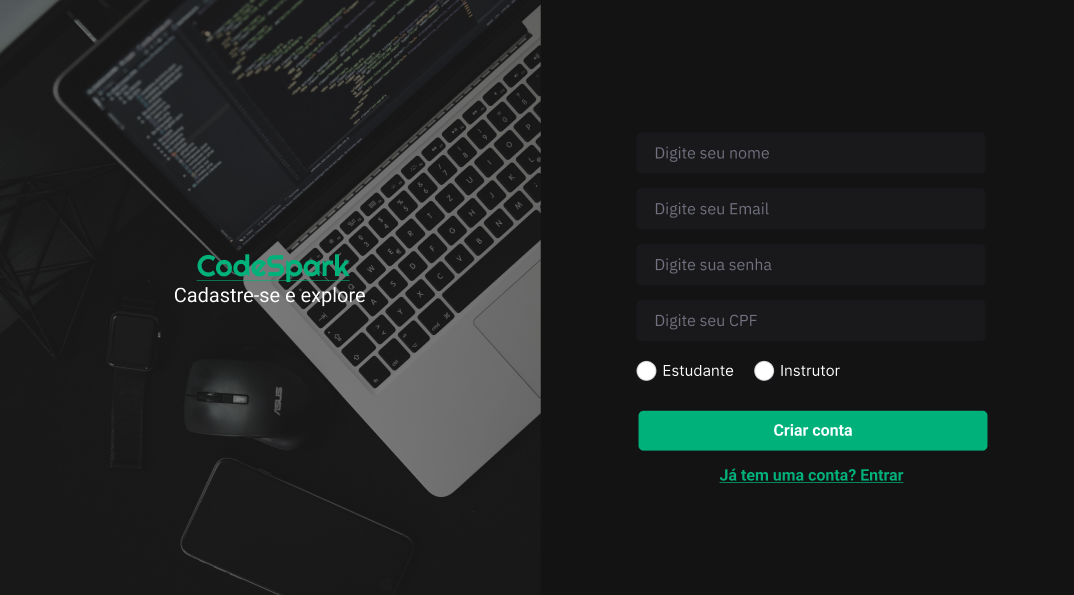 CodeSpark
Cadastre-se e explore
ASUS
Digite seu nome
Digite seu Email
Digite sua senha
Digite seu CPF
Estudante
Instrutor
Criar conta
Já tem uma conta? Entrar